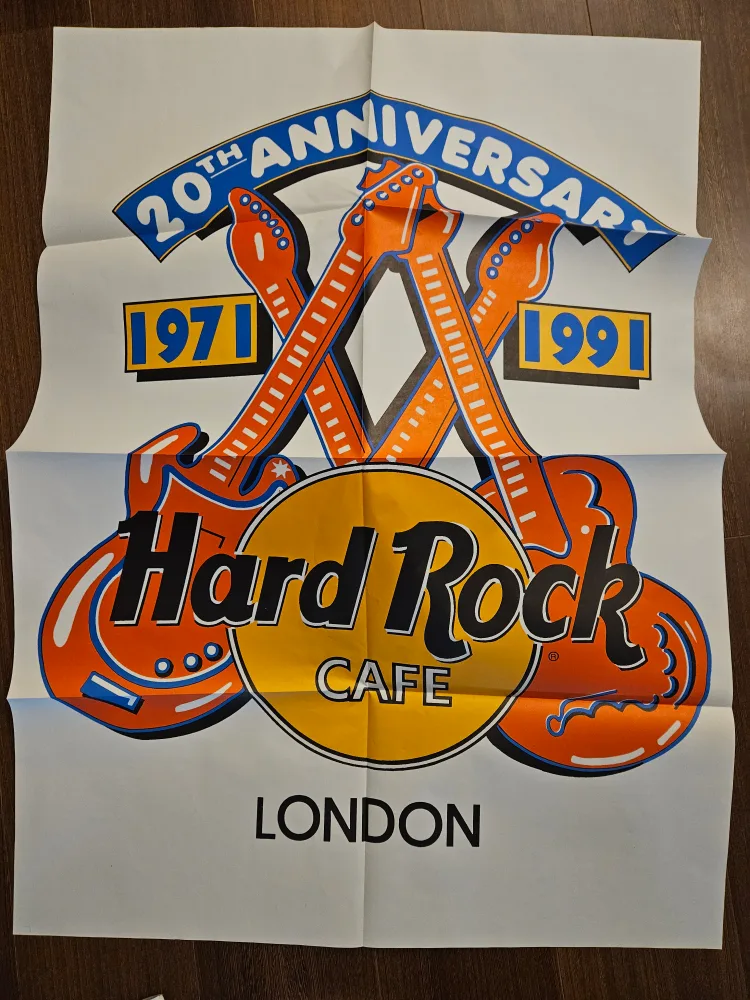 20TH ANNIVERSARY
1971 1991
Hard Rock
®
CAFE
LONDON